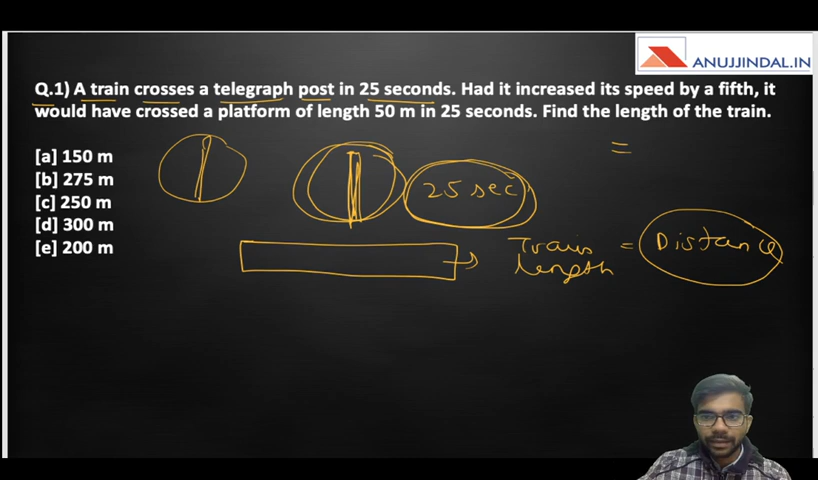 ANUJJINDAL.IN
Q.1) A train crosses a telegraph post in 25 seconds. Had it increased its speed by a fifth, it
would have crossed a platform of length 50 m in 25 seconds. Find the length of the train.
[a] 150 m
[b] 275 m
[c] 250 m
[d] 300 m
[e] 200 m
=
25 sec
Train
length
= Distance